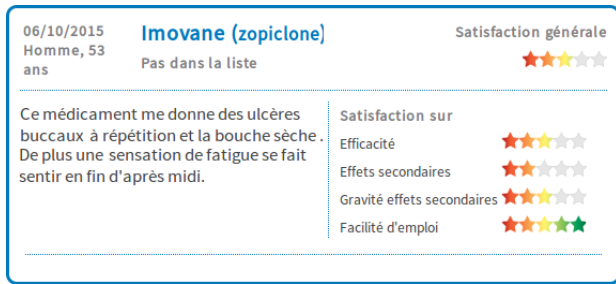 06/10/2015
Homme, 53
ans
Imovane (zopiclone)
Pas dans la liste
Satisfaction générale
Ce médicament me donne des ulcères
buccaux à répétition et la bouche sèche .
De plus une sensation de fatigue se fait
sentir en fin d'après midi.
Satisfaction sur
Efficacité
Effets secondaires
Gravité effets secondaires
Facilité d'emploi